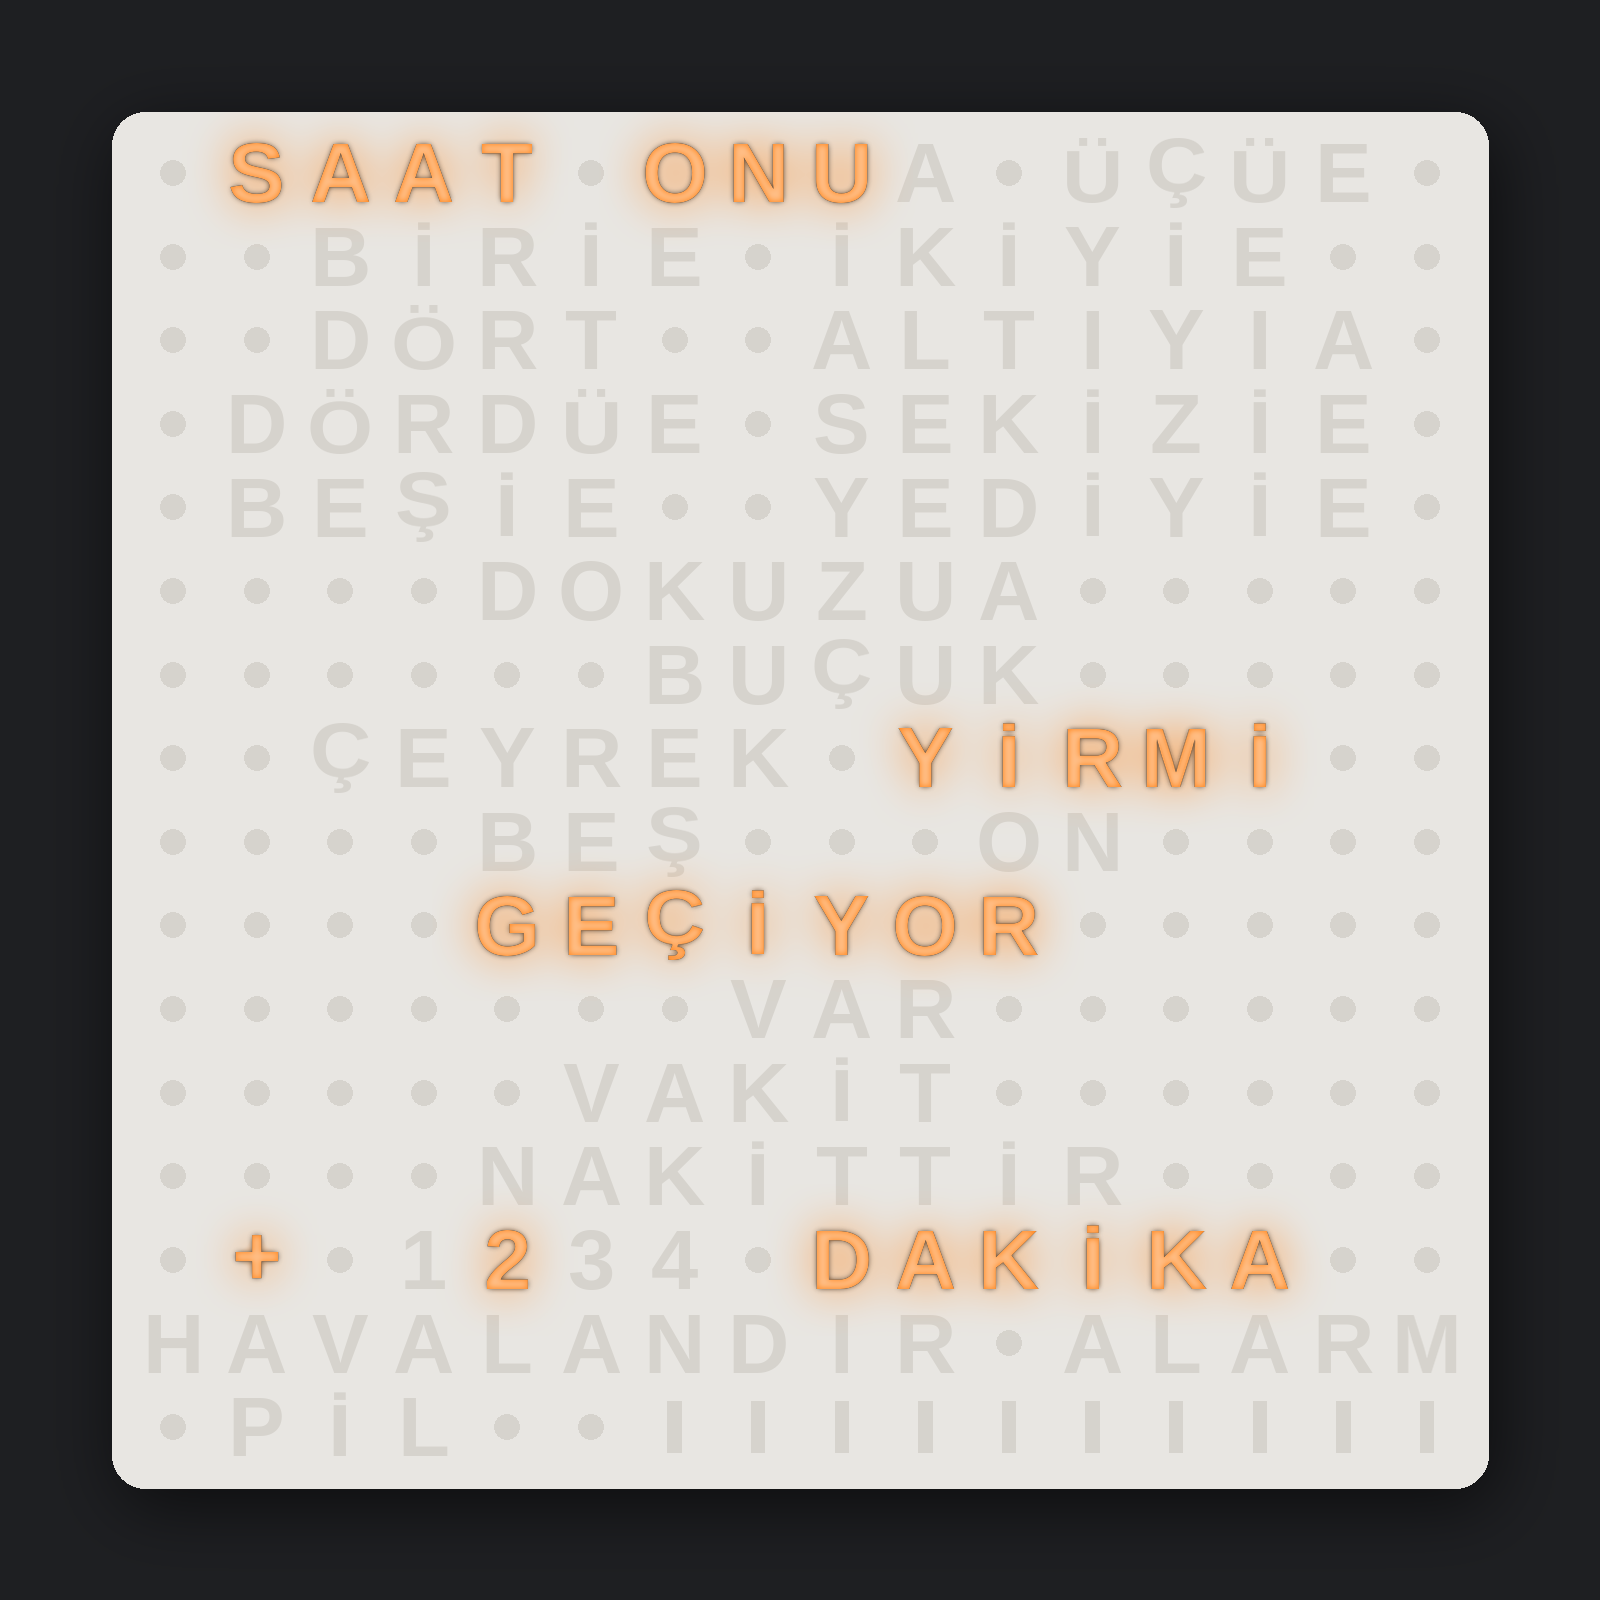 • SAAT • ONUA • ÜÇÜE •
• • BİRİE • İKİYİE • •
• • DÖRT • • ALTIYIA •
• DÖRDÜE • SEKİZİE •
• BEŞİE • • YEDİYİE •
• • • • DOKUZUA • • • • •
• • • • • • BUÇUK • • • • •
• • ÇEYREK • YİRMİ • •
• • • • BEŞ • • • ON • • • •
• • • • GEÇİYOR • • • • •
• • • • • • • VAR • • • • • •
• • • • • VAKİT • • • • • •
• • • • NAKİTTİR • • • •
• + • 1234 • DAKİKA • •
HAVALANDIR • ALARM
• PİL • • IIIIIIIIII